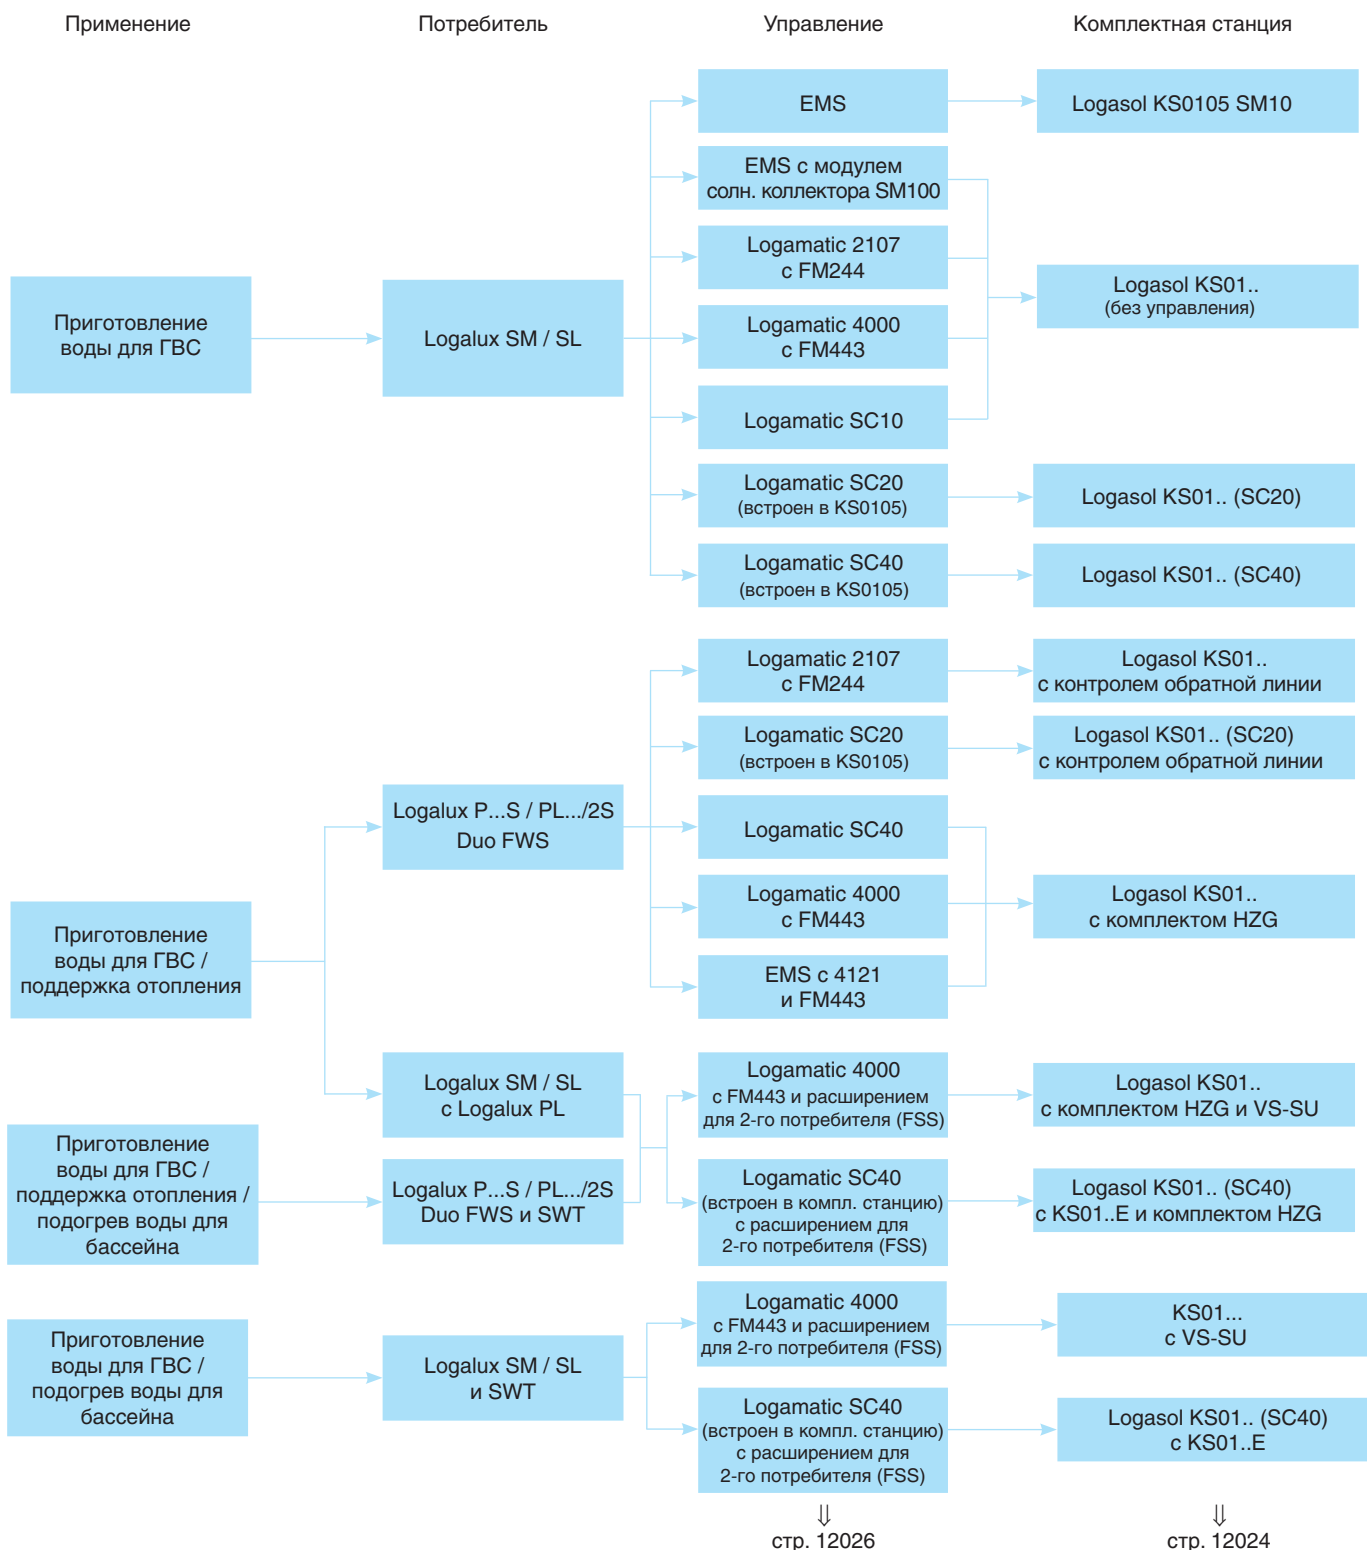 Применение
Потребитель
Управление
Комплектная станция
EMS
Logasol KS0105 SM10
EMS с модулем
солн. коллектора SM100
Logamatic 2107
с FM244
Logasol KS01..
(без управления)
Приготовление
воды для ГВС
Logalux SM / SL
Logamatic 4000
с FM443
Logamatic SC10
Logamatic SC20
(встроен в KS0105)
Logasol KS01.. (SC20)
Logamatic SC40
(встроен в KS0105)
Logasol KS01.. (SC40)
Logamatic 2107
с FM244
Logasol KS01..
с контролем обратной линии
Logamatic SC20
(встроен в KS0105)
Logasol KS01.. (SC20)
с контролем обратной линии
Logalux P...S / PL.../2S
Duo FWS
Logamatic SC40
Logamatic 4000
с FM443
Logasol KS01..
с комплектом HZG
Приготовление
воды для ГВС /
поддержка отопления
EMS с 4121
и FM443
Logalux SM / SL
с Logalux PL
Logamatic 4000
с FM443 и расширением
для 2-го потребителя (FSS)
Logasol KS01..
с комплектом HZG и VS-SU
Приготовление
воды для ГВС /
поддержка отопления /
подогрев воды для
бассейна
Logalux P...S / PL.../2S
Duo FWS и SWT
Logamatic SC40
(встроен в компл. станцию)
с расширением для
2-го потребителя (FSS)
Logasol KS01.. (SC40)
с KS01..E и комплектом HZG
Logamatic 4000
с FM443 и расширением
для 2-го потребителя (FSS)
KS01...
с VS-SU
Приготовление
воды для ГВС /
подогрев воды для
бассейна
Logalux SM / SL
и SWT
Logamatic SC40
(встроен в компл. станцию)
с расширением для
2-го потребителя (FSS)
Logasol KS01.. (SC40)
с KS01..E
⇓
стр. 12026
⇓
стр. 12024